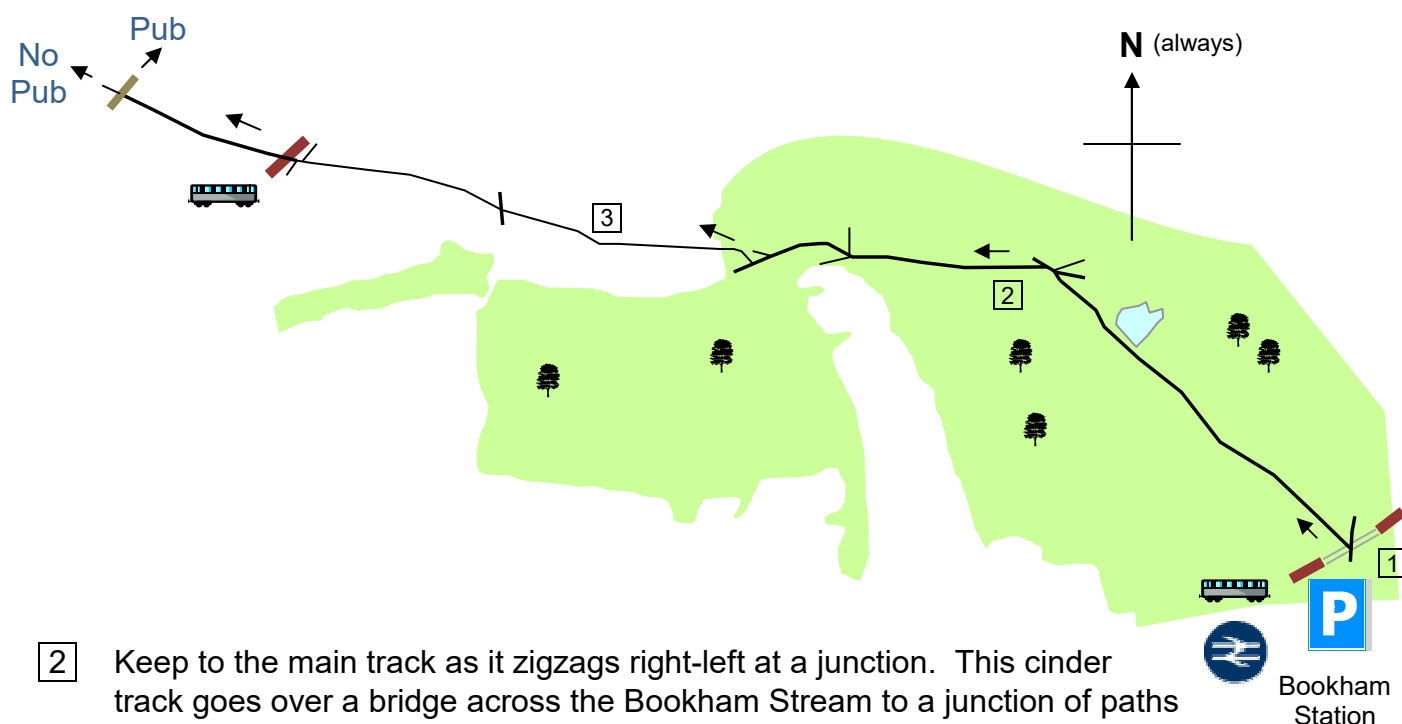 Pub
No
Pub
N (always)
3
2
1
P
2 Keep to the main track as it zigzags right-left at a junction. This cinder
track goes over a bridge across the Bookham Stream to a junction of paths
Bookham
Station